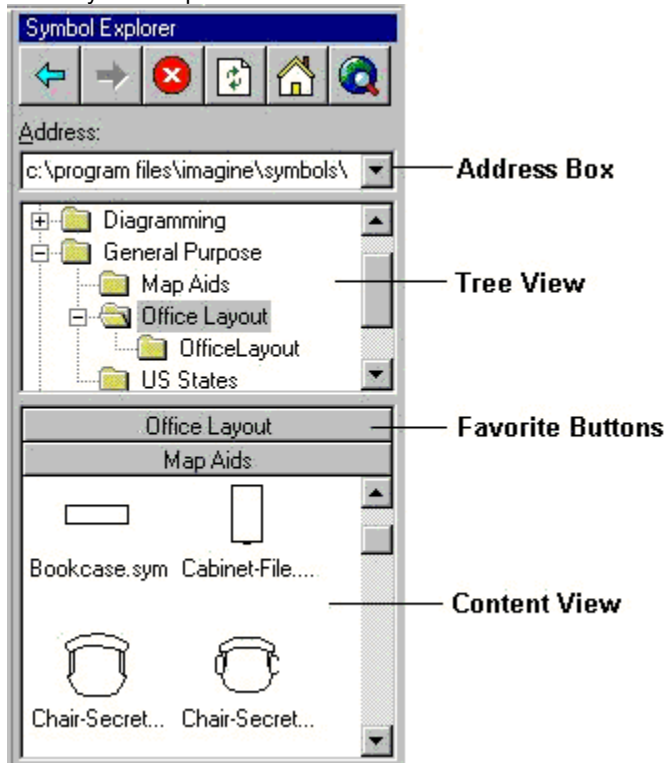 Symbol Explorer
Address:
c:\program files\imagine\symbols\
Address Box
Diagramming
General Purpose
Map Aids
Tree View
Office Layout
OfficeLayout
US States
Office Layout
Favorite Buttons
Map Aids
Bookcase.sym Cabinet-File....
Content View
Chair-Secret... Chair-Secret...